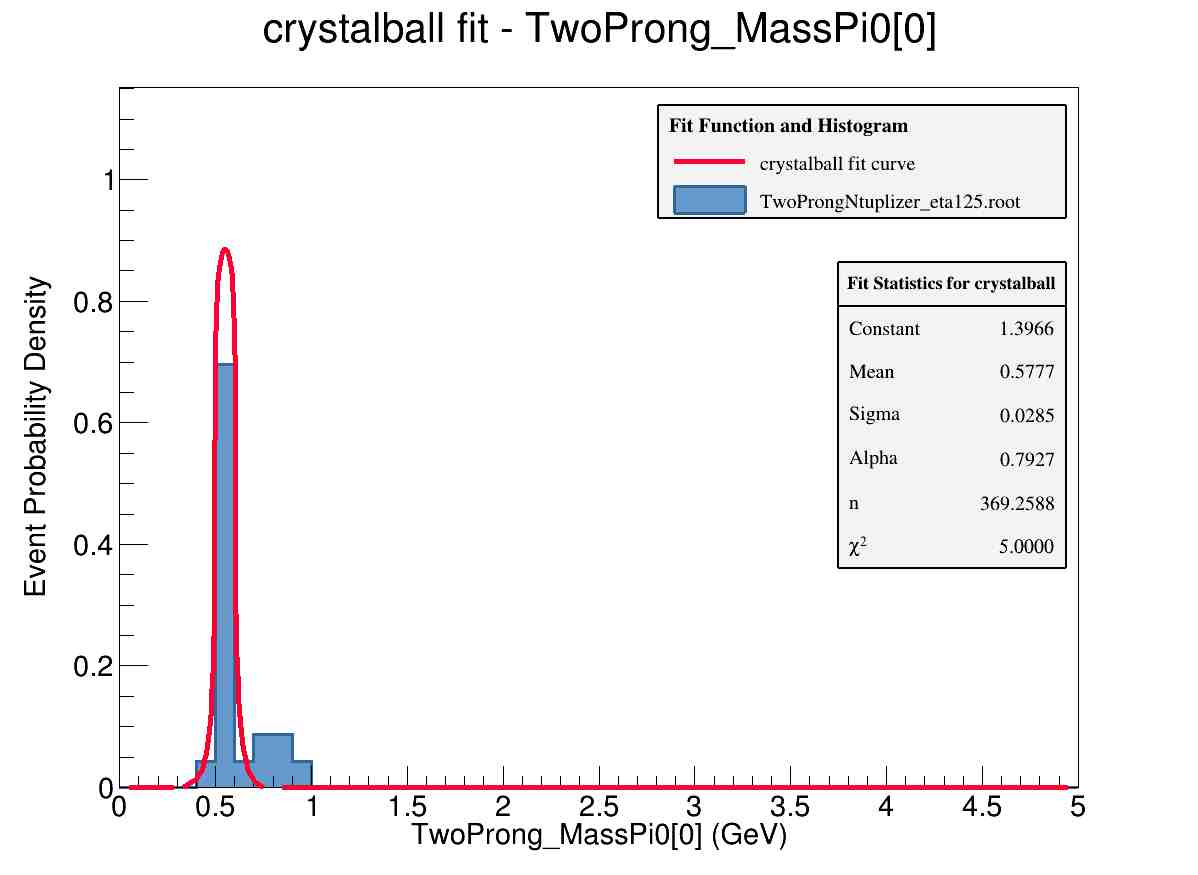 crystalball fit - TwoProng_MassPi0[0]
Fit Function and Histogram
crystalball fit curve
TwoProngNtuplizer_eta125.root
Fit Statistics for crystalball
Constant 1.3966
Mean 0.5777
Sigma 0.0285
Alpha 0.7927
n 369.2588
χ² 5.0000
Event Probability Density
1
0.8
0.6
0.4
0.2
0
0 0.5 1 1.5 2 2.5 3 3.5 4 4.5 5
TwoProng_MassPi0[0] (GeV)